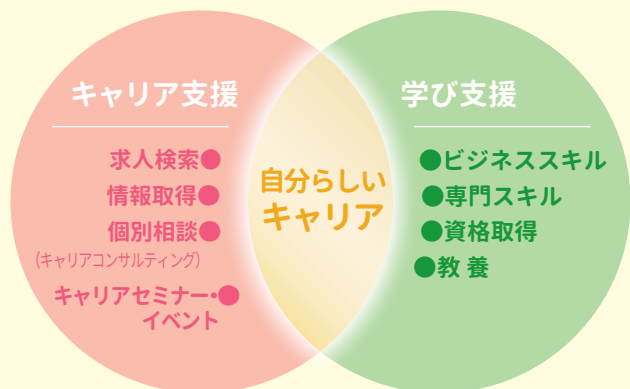 キャリア支援
求人検索●
情報取得●
個別相談●
(キャリアコンサルティング)
キャリアセミナー・●
イベント
自分らしい
キャリア
学び支援
●ビジネススキル
●専門スキル
●資格取得
●教 養